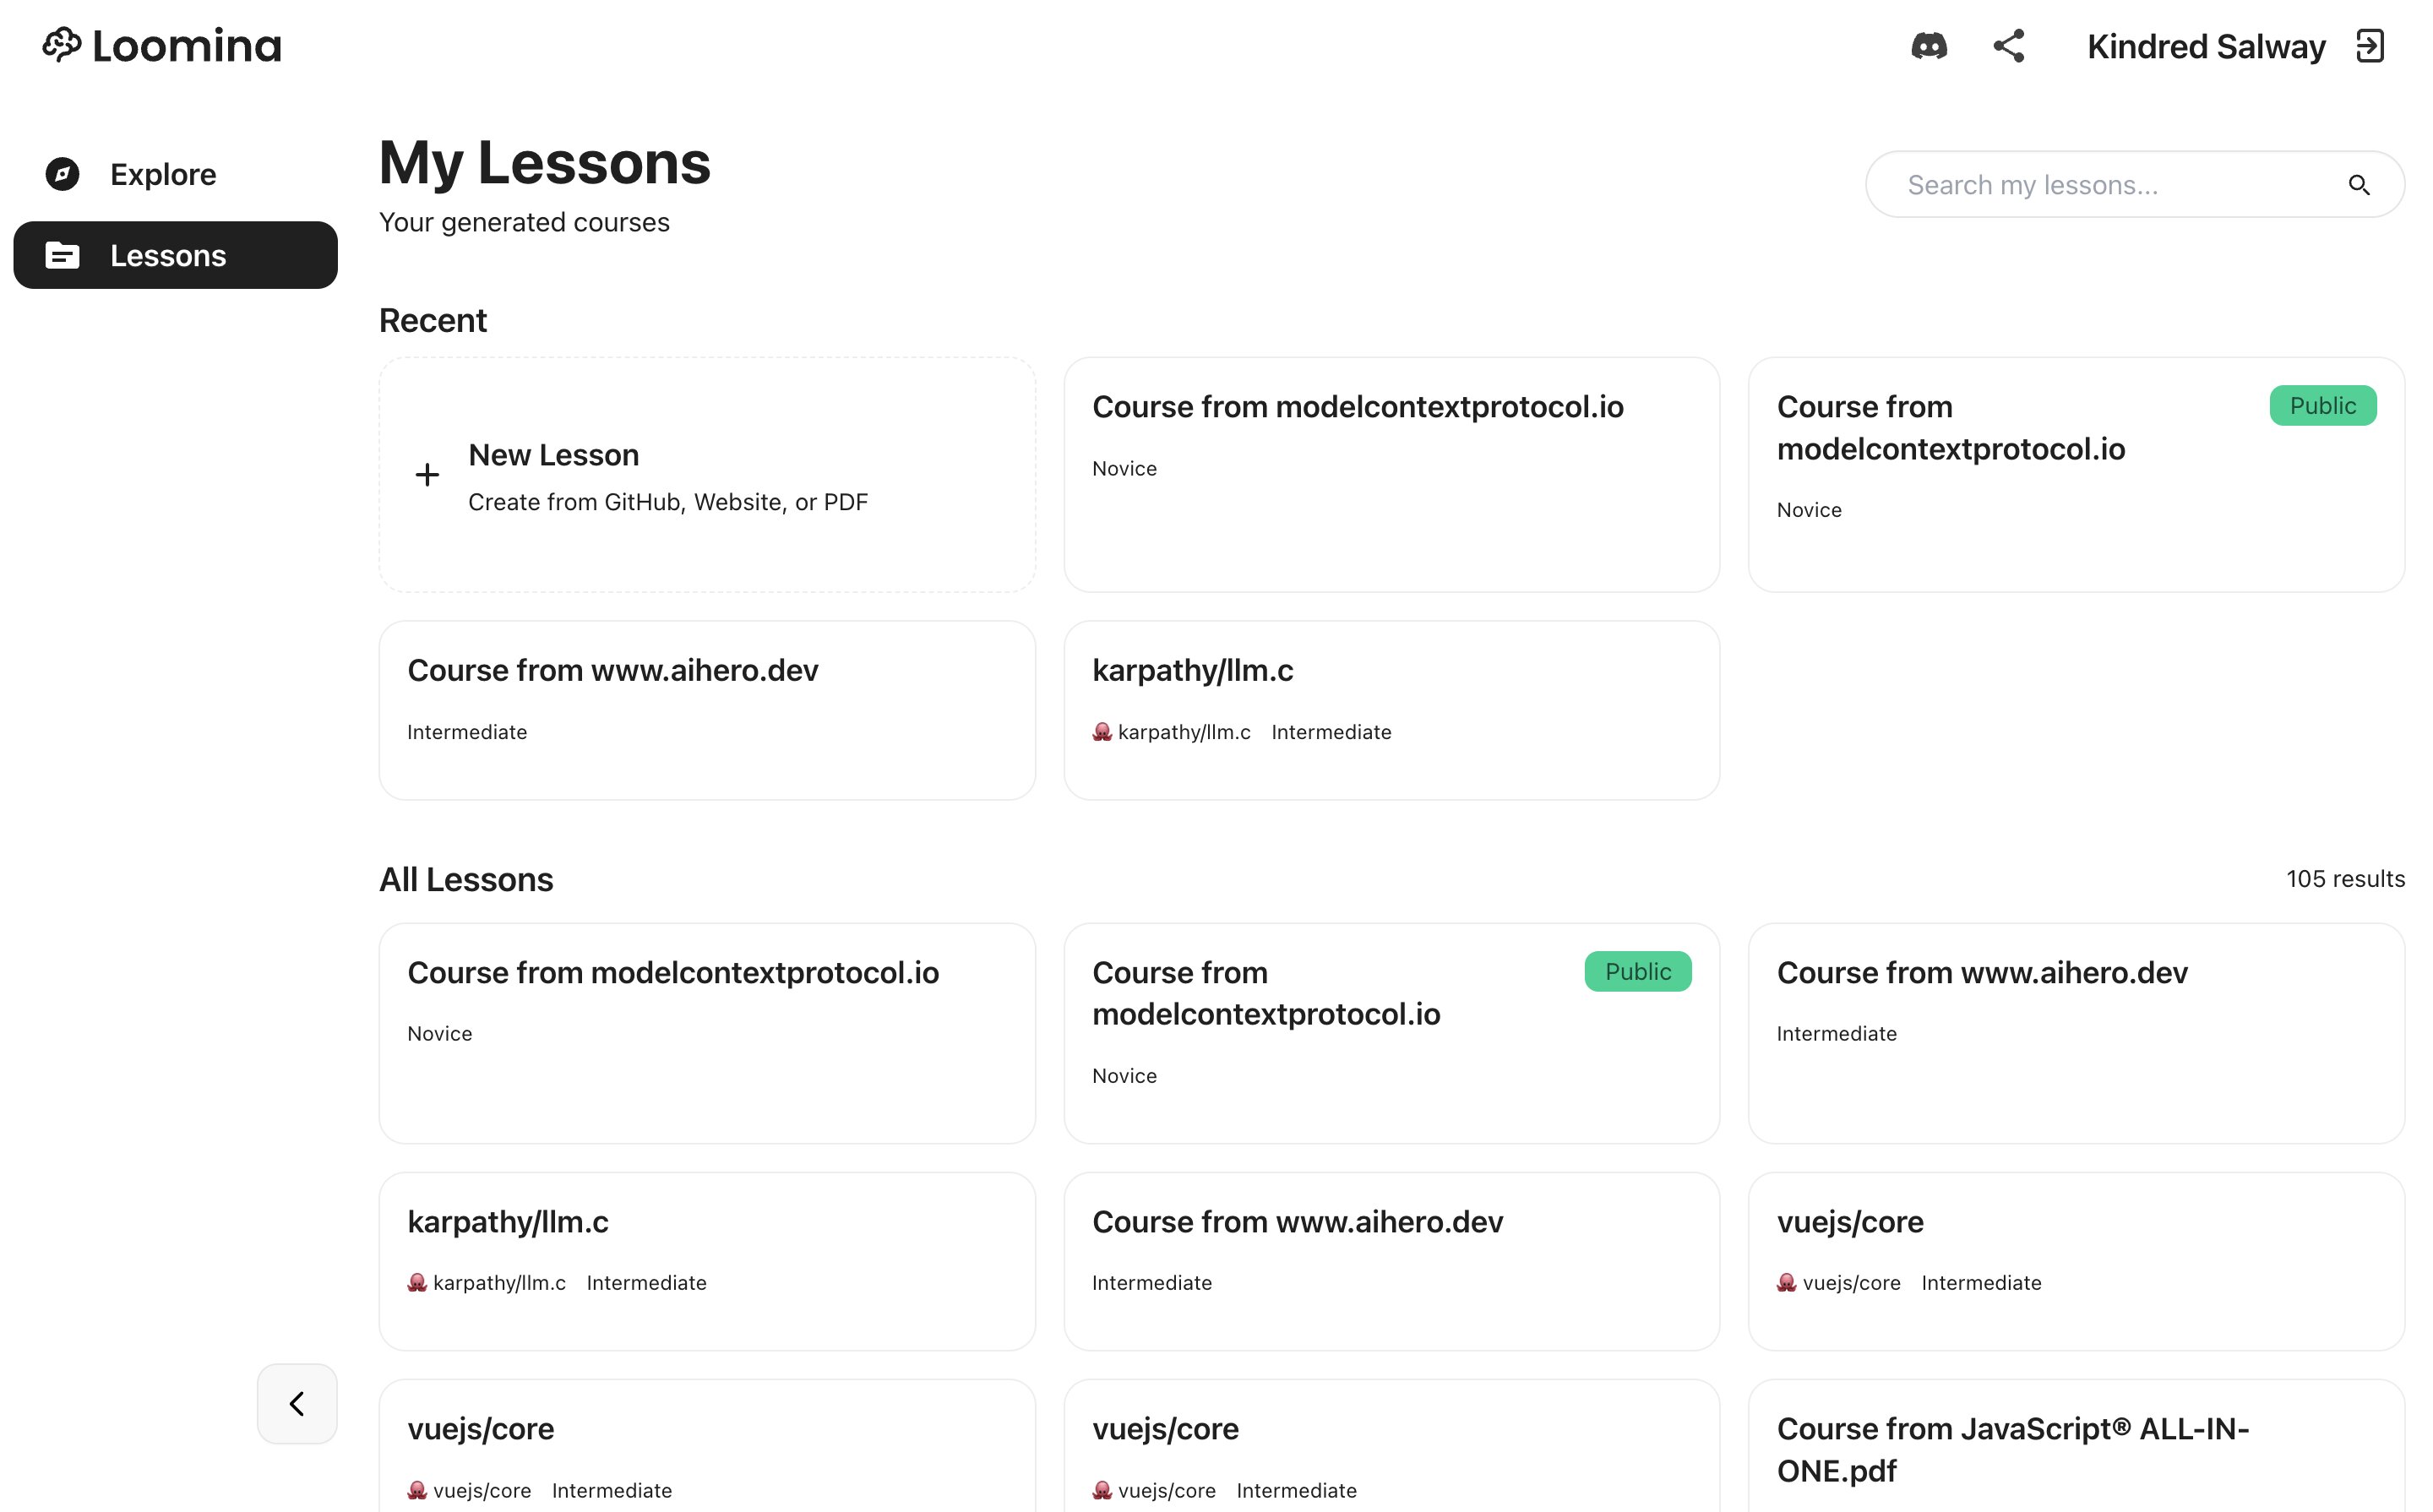 Loomina
Kindred Salway
Explore
Lessons
My Lessons
Your generated courses
Search my lessons...
Recent
New Lesson
Create from GitHub, Website, or PDF
Course from modelcontextprotocol.io
Novice
Course from
modelcontextprotocol.io
Public
Novice
Course from www.aihero.dev
Intermediate
karpathy/llm.c
karpathy/llm.c Intermediate
All Lessons
105 results
Course from modelcontextprotocol.io
Novice
Course from
modelcontextprotocol.io
Public
Novice
Course from www.aihero.dev
Intermediate
karpathy/llm.c
karpathy/llm.c Intermediate
Course from www.aihero.dev
Intermediate
vuejs/core
vuejs/core Intermediate
vuejs/core
vuejs/core Intermediate
vuejs/core
vuejs/core Intermediate
Course from JavaScript® ALL-IN-
ONE.pdf